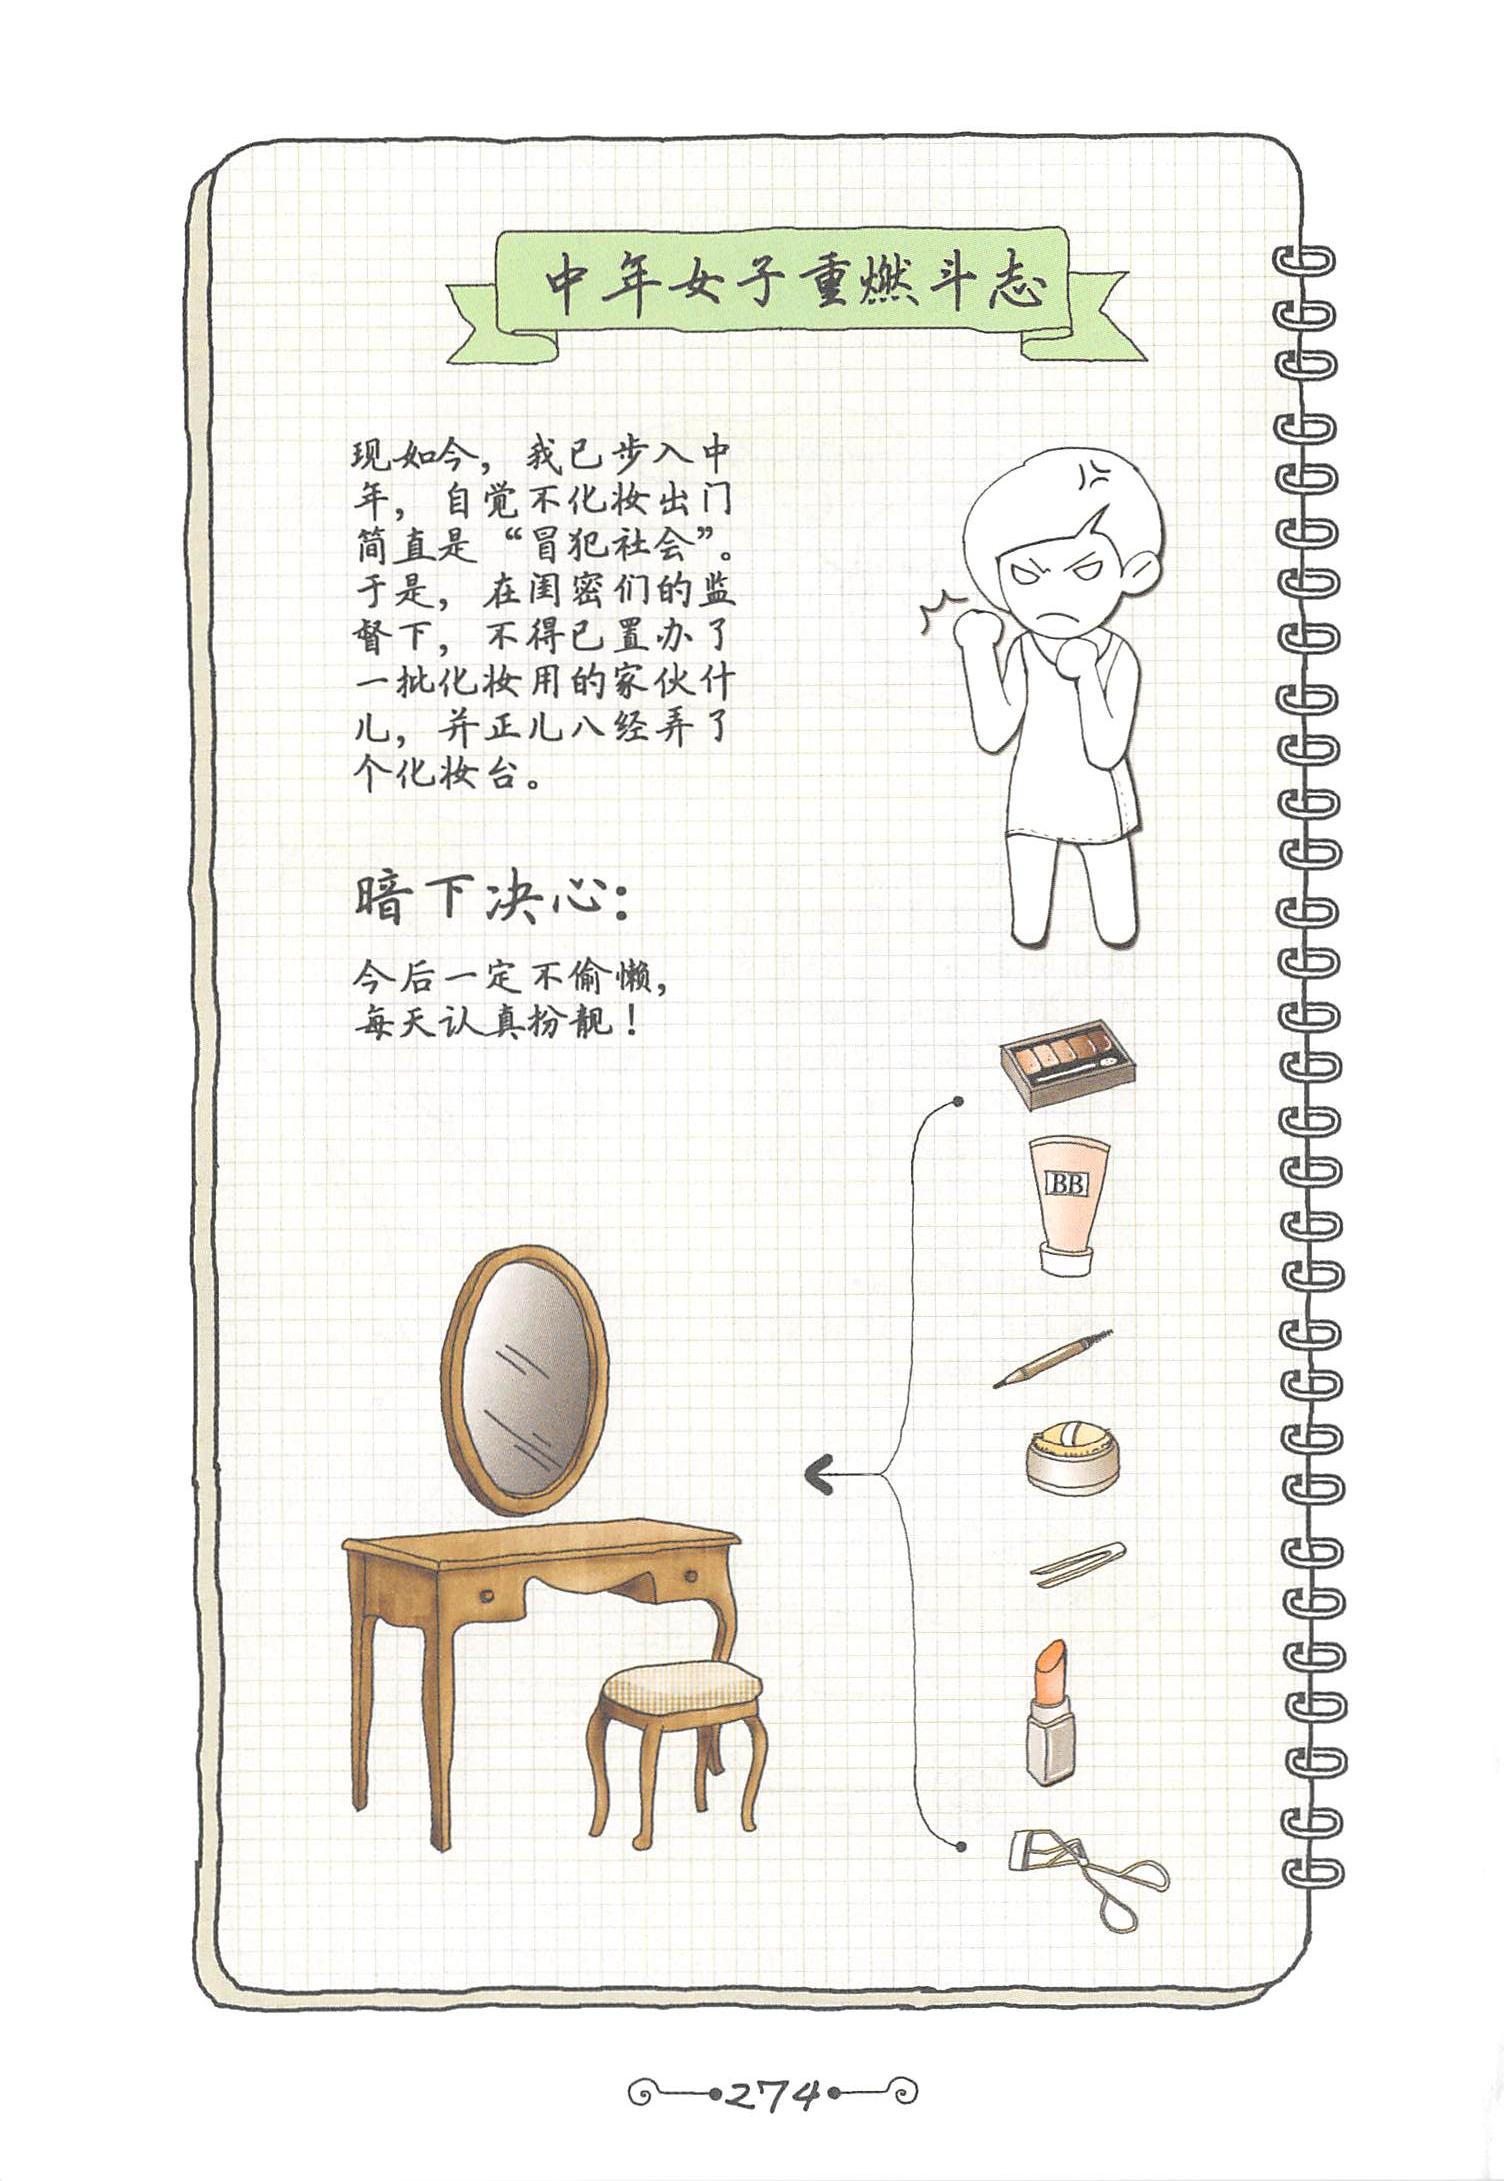 中年女子重燃斗志
现如今，我已步入中
年，自觉不化妆出门
简直是“冒犯社会”。
于是，在闺密们的监
督下，不得已置办了
一批化妆用的家伙什
儿，并正儿八经弄了
个化妆台。
暗下决心：
今后一定不偷懒，
每天认真扮靓！
BB
274